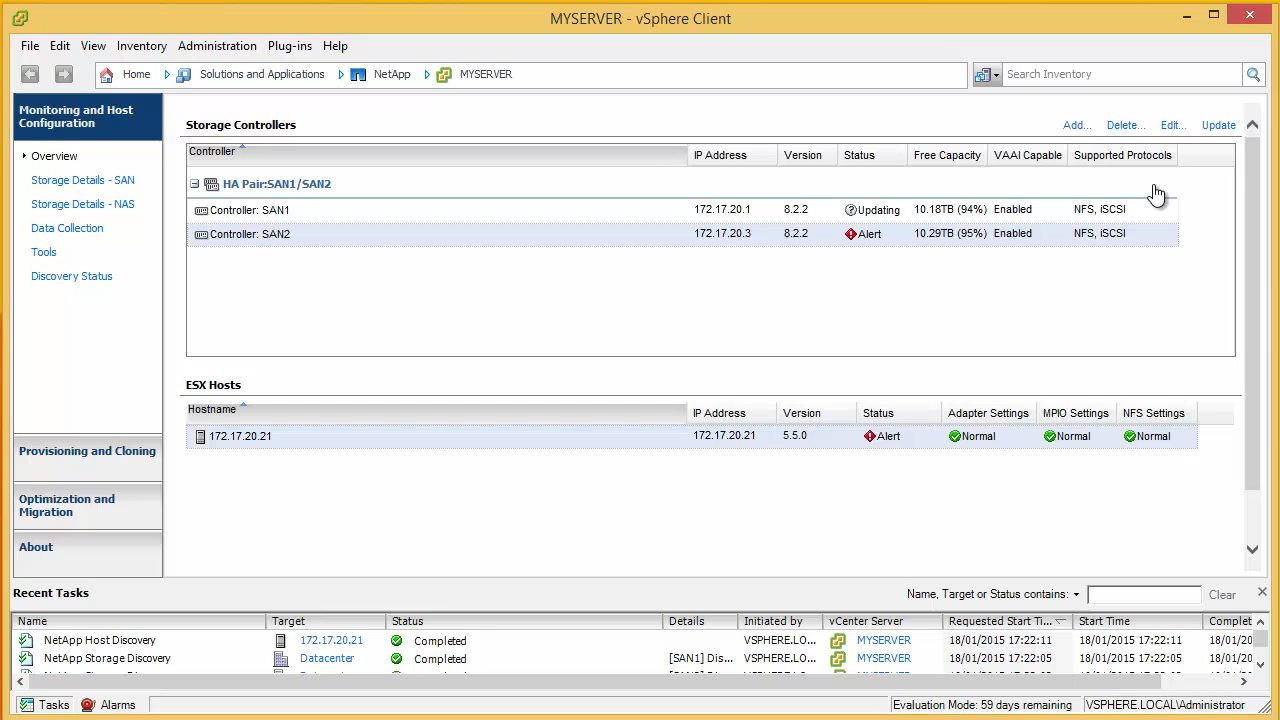 MYSERVER - vSphere Client
File Edit View Inventory Administration Plug-ins Help
Home Solutions and Applications NetApp MYSERVER Search Inventory
Monitoring and Host
Configuration
Overview
Storage Details - SAN
Storage Details - NAS
Data Collection
Tools
Discovery Status
Provisioning and Cloning
Optimization and
Migration
About
Storage Controllers Add... Delete... Edit... Update
Controller IP Address Version Status Free Capacity VAAI Capable Supported Protocols
HA Pair:SAN1/SAN2
Controller: SAN1 172.17.20.1 8.2.2 Updating 10.18TB (94%) Enabled NFS, iSCSI
Controller: SAN2 172.17.20.3 8.2.2 Alert 10.29TB (95%) Enabled NFS, iSCSI
ESX Hosts
Hostname IP Address Version Status Adapter Settings MPIO Settings NFS Settings
172.17.20.21 172.17.20.21 5.5.0 Alert Normal Normal Normal
Recent Tasks Name, Target or Status contains: Clear
Name Target Status Details Initiated by vCenter Server Requested Start Ti... Start Time Complet
NetApp Host Discovery 172.17.20.21 Completed VSPHERE.LO... MYSERVER 18/01/2015 17:22:11 18/01/2015 17:22:11 18/01/20
NetApp Storage Discovery Datacenter Completed [SAN1] Dis... VSPHERE.LO... MYSERVER 18/01/2015 17:22:05 18/01/2015 17:22:05 18/01/20
Tasks Alarms Evaluation Mode: 59 days remaining VSPHERE.LOCAL\Administrator